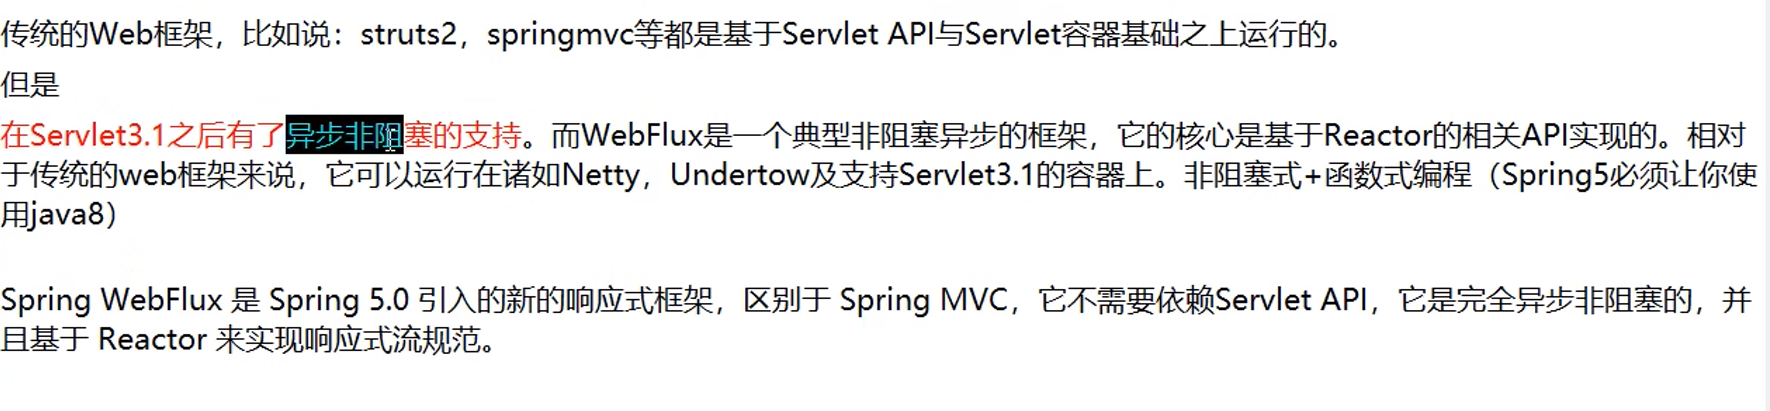 传统的Web框架，比如说：struts2，springmvc等都是基于Servlet API与Servlet容器基础之上运行的。
但是
在Servlet3.1之后有了异步非阻塞的支持。而WebFlux是一个典型非阻塞异步的框架，它的核心是基于Reactor的相关API实现的。相对
于传统的web框架来说，它可以运行在诸如Netty，Undertow及支持Servlet3.1的容器上。非阻塞式+函数式编程（Spring5必须让你使
用java8）
Spring WebFlux 是 Spring 5.0 引入的新的响应式框架，区别于 Spring MVC，它不需要依赖Servlet API，它是完全异步非阻塞的，并
且基于 Reactor 来实现响应式流规范。